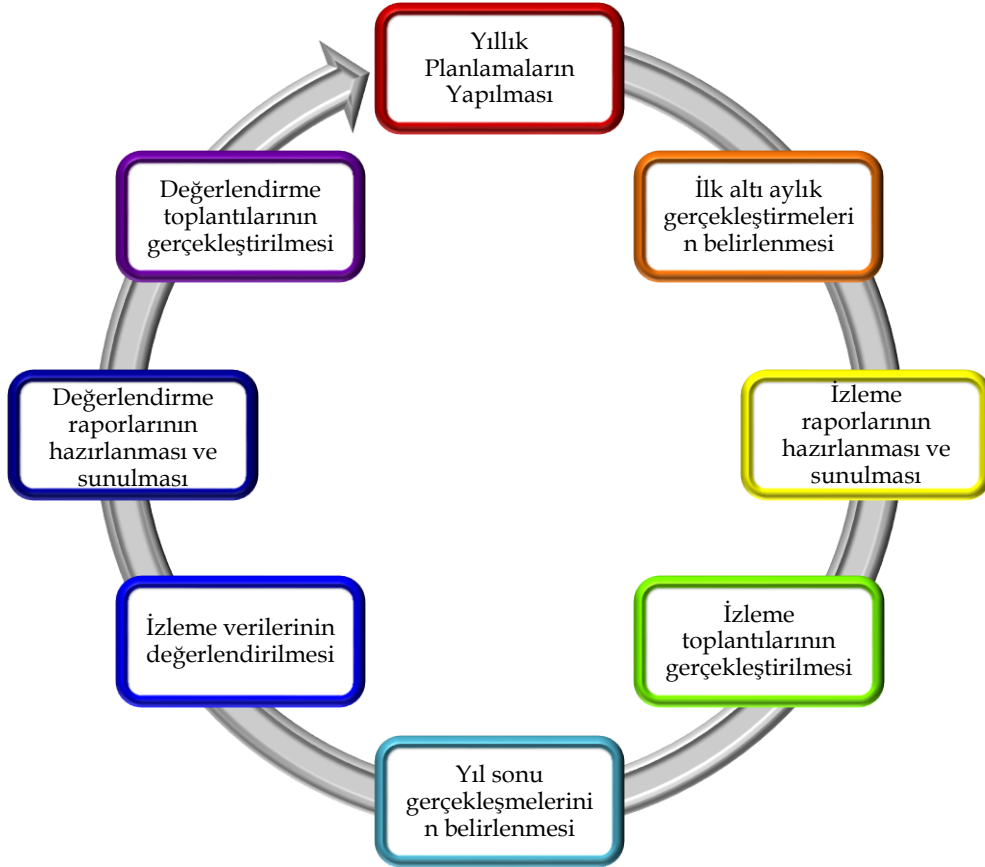 Yıllık
Planlamaların
Yapılması
İlk altı aylık
gerçekleştirmeleri
n belirlenmesi
İzleme
raporlarının
hazırlanması ve
sunulması
İzleme
toplantılarının
gerçekleştirilmesi
Yıl sonu
gerçekleşmelerini
n belirlenmesi
İzleme verilerinin
değerlendirilmesi
Değerlendirme
raporlarının
hazırlanması ve
sunulması
Değerlendirme
toplantılarının
gerçekleştirilmesi